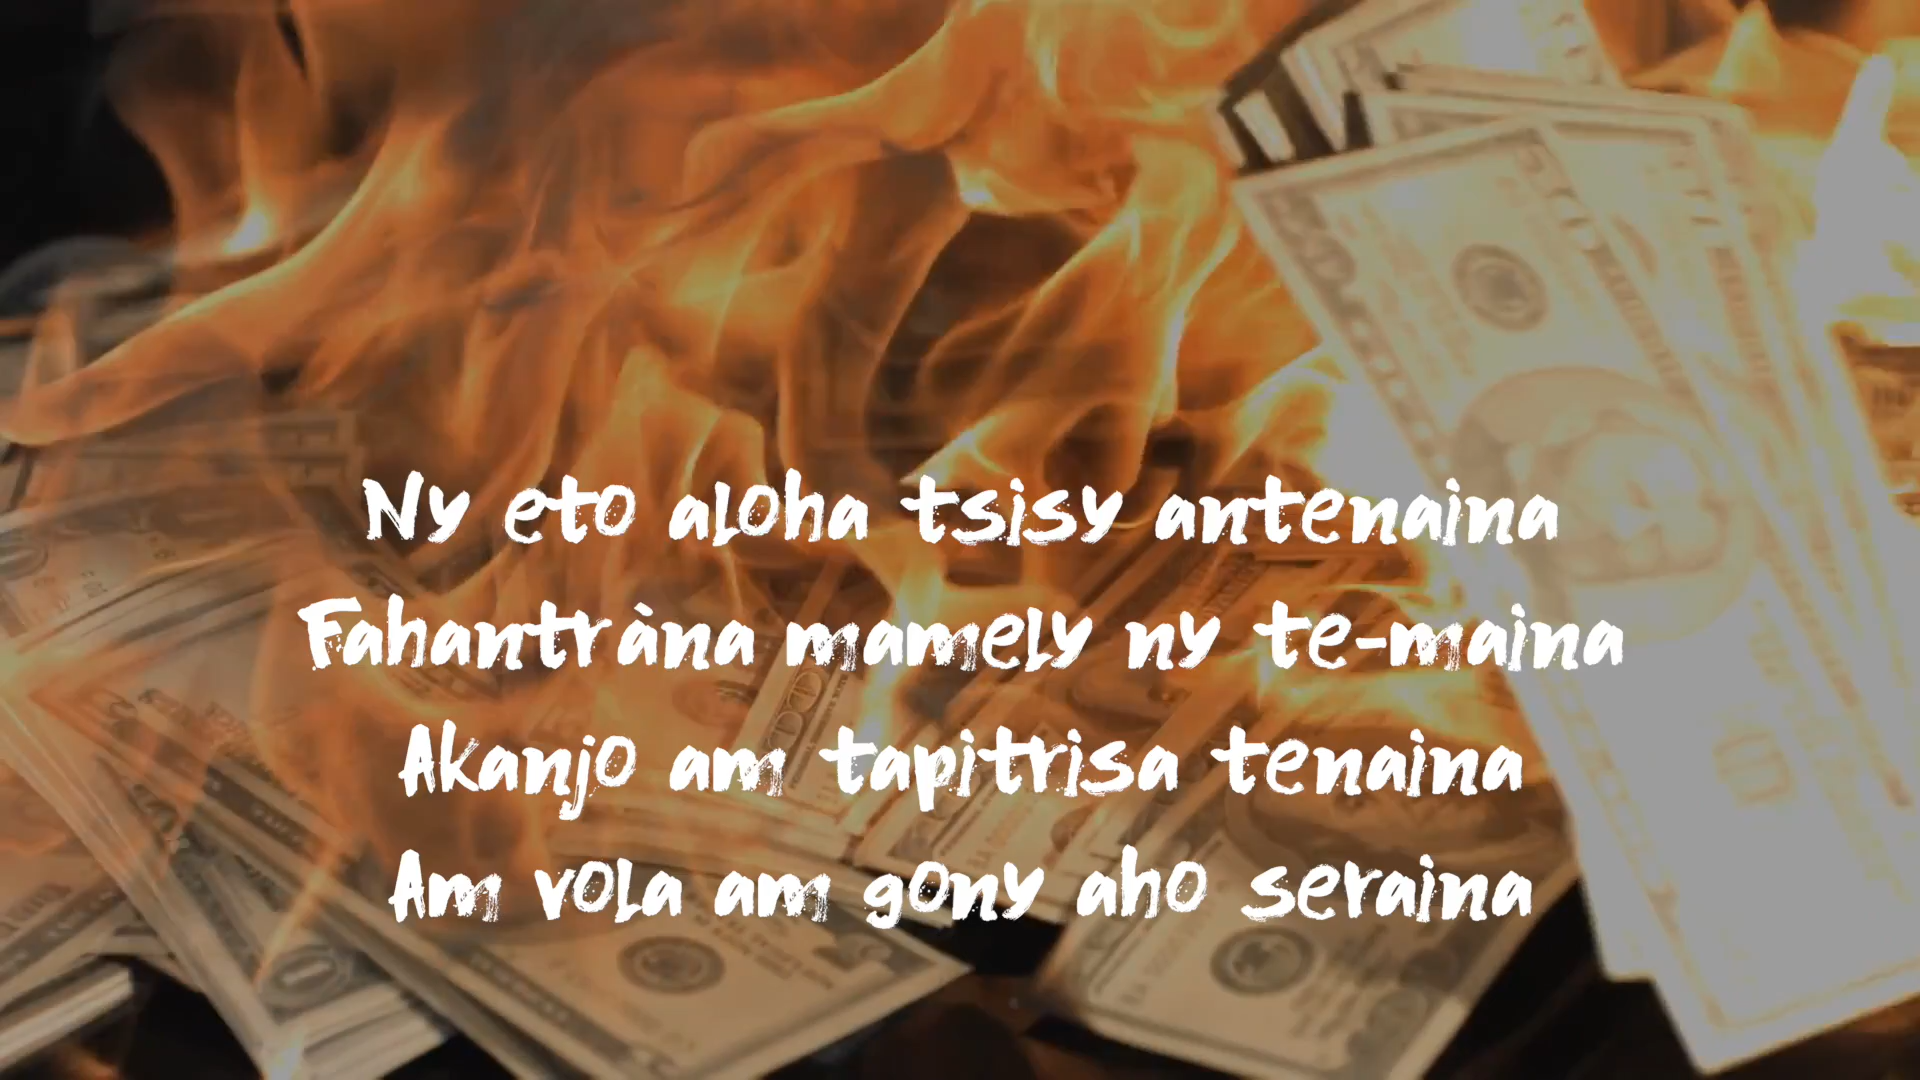 Ny eto aloha tsisy antenaina
Fahantràna mamely ny te-maina
Akanjo am tapitrisa tenaina
Am vola am gony aho seraina